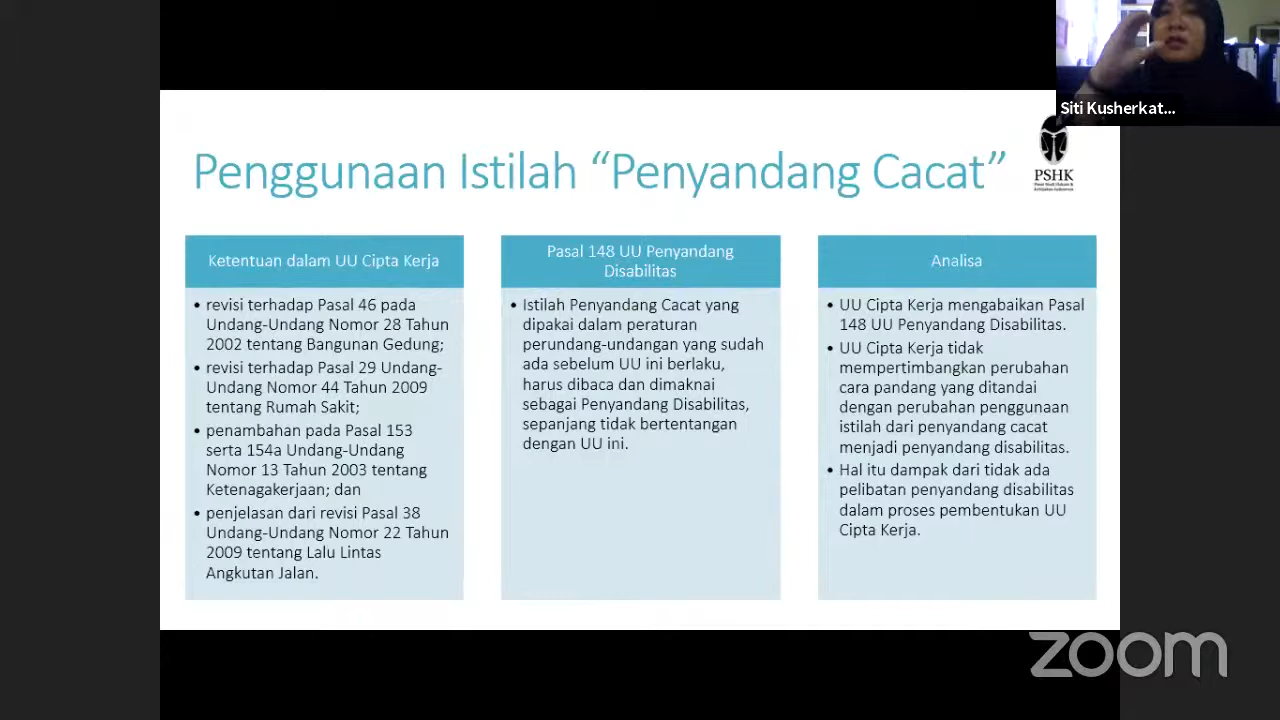 Siti Kusherkat...
Penggunaan Istilah “Penyandang Cacat”
PSHK
Ketentuan dalam UU Cipta Kerja
• revisi terhadap Pasal 46 pada
Undang-Undang Nomor 28 Tahun
2002 tentang Bangunan Gedung;
• revisi terhadap Pasal 29 Undang-
Undang Nomor 44 Tahun 2009
tentang Rumah Sakit;
• penambahan pada Pasal 153
serta 154a Undang-Undang
Nomor 13 Tahun 2003 tentang
Ketenagakerjaan; dan
• penjelasan dari revisi Pasal 38
Undang-Undang Nomor 22 Tahun
2009 tentang Lalu Lintas
Angkutan Jalan.
Pasal 148 UU Penyandang
Disabilitas
• Istilah Penyandang Cacat yang
dipakai dalam peraturan
perundang-undangan yang sudah
ada sebelum UU ini berlaku,
harus dibaca dan dimaknai
sebagai Penyandang Disabilitas,
sepanjang tidak bertentangan
dengan UU ini.
Analisa
• UU Cipta Kerja mengabaikan Pasal
148 UU Penyandang Disabilitas.
• UU Cipta Kerja tidak
mempertimbangkan perubahan
cara pandang yang ditandai
dengan perubahan penggunaan
istilah dari penyandang cacat
menjadi penyandang disabilitas.
• Hal itu dampak dari tidak ada
pelibatan penyandang disabilitas
dalam proses pembentukan UU
Cipta Kerja.
zoom